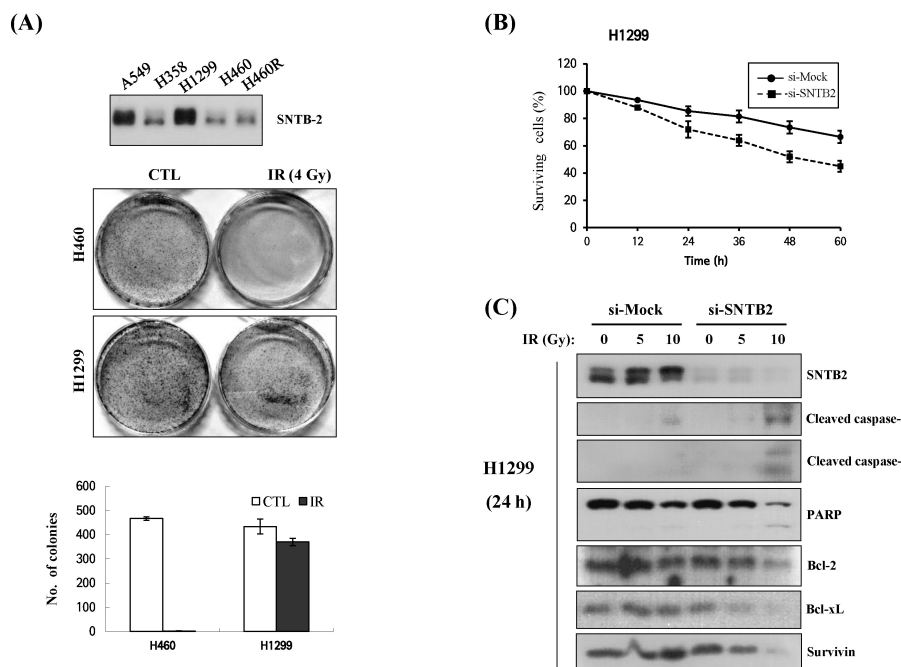 (A)
A549 H358 H1299 H460 H460R
SNTB-2
CTL IR (4 Gy)
H460
H1299
600
500
400
300
200
100
0
No. of colonies
CTL IR
H460 H1299
(B)
H1299
si-Mock
si-SNTB2
120
100
80
60
40
20
0
Surviving cells (%)
0 12 24 36 48 60
Time (h)
(C)
si-Mock si-SNTB2
IR (Gy): 0 5 10 0 5 10
SNTB2
Cleaved caspase-
Cleaved caspase-
H1299
(24 h)
PARP
Bcl-2
Bcl-xL
Survivin